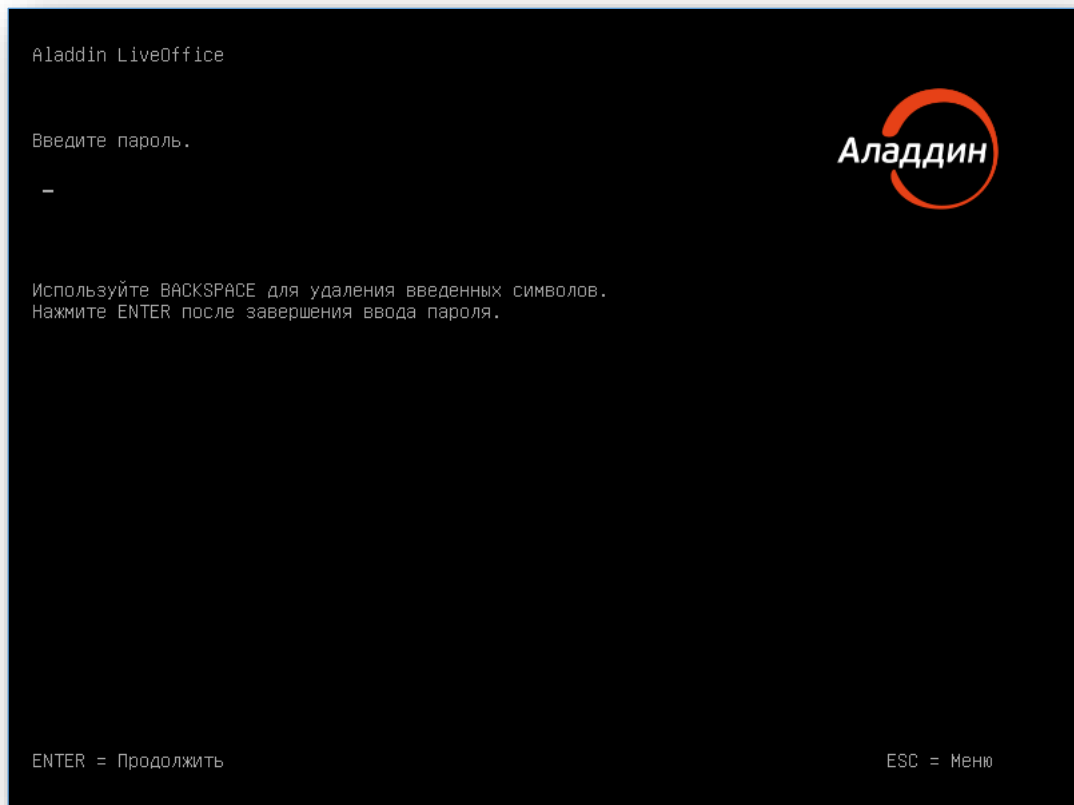 Aladdin LiveOffice
Введите пароль.
Аладдин
Используйте BACKSPACE для удаления введенных символов.
Нажмите ENTER после завершения ввода пароля.
ENTER = Продолжить
ESC = Меню